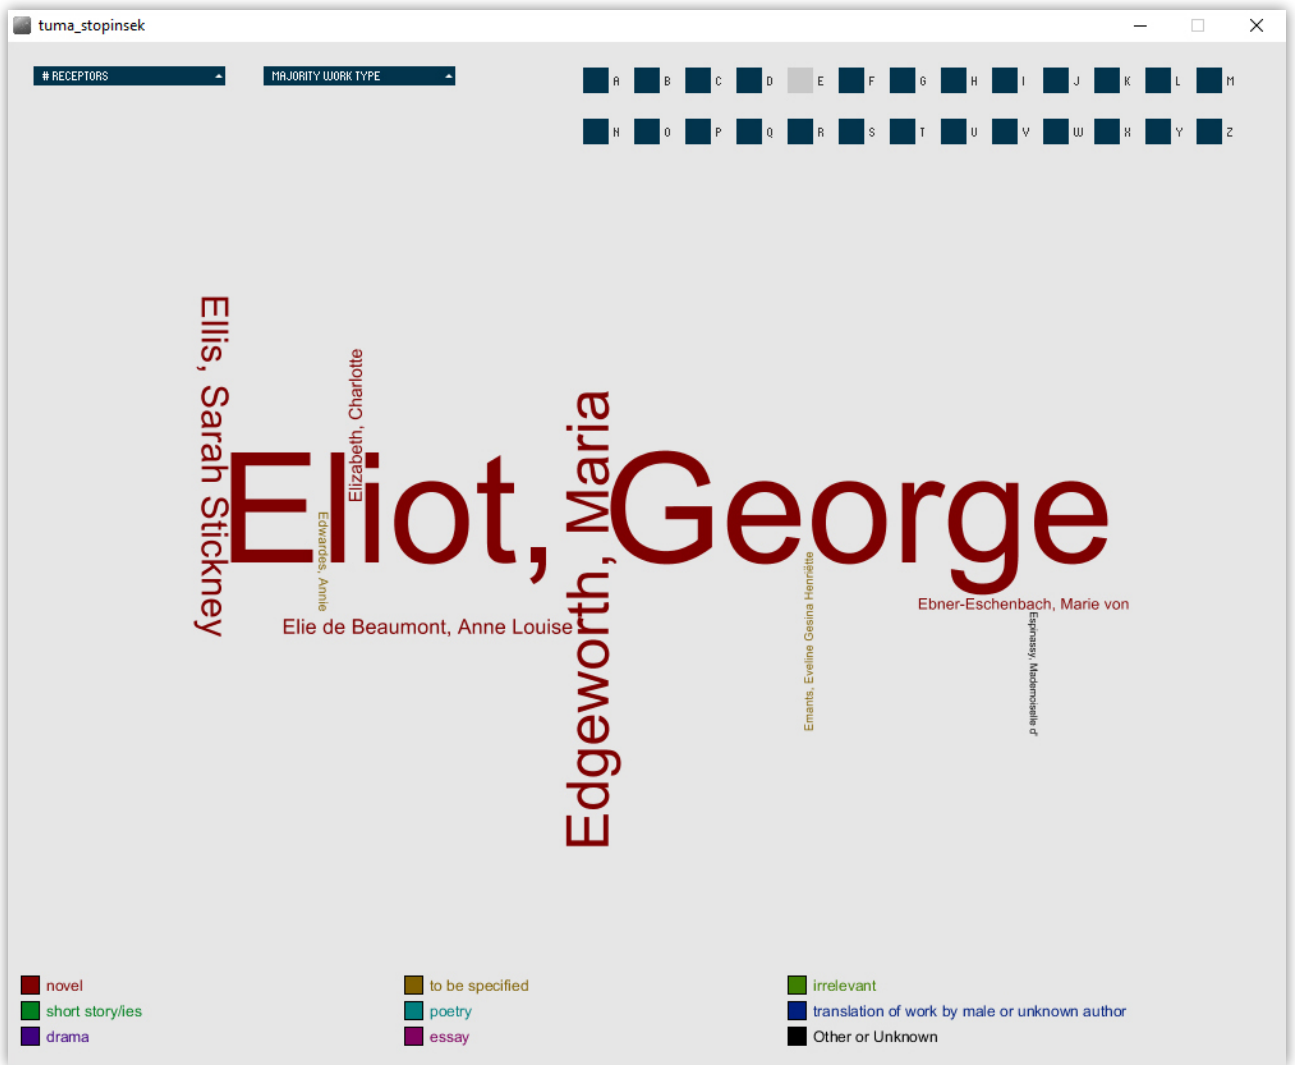 tuma_stopinsek
# RECEPTORS
MAJORITY WORK TYPE
A B C D E F G H I J K L M
N O P Q R S T U V W X Y Z
Ellis, Sarah Stickney
Elizabeth, Charlotte
Eliot, George
Edgeworth, Maria
Edwardes, Annie
Elie de Beaumont, Anne Louise
Emants, Eveline Gesina Henriëtte
Ebner-Eschenbach, Marie von
Espinassy, Mademoiselle d'
novel
short story/ies
drama
to be specified
poetry
essay
irrelevant
translation of work by male or unknown author
Other or Unknown